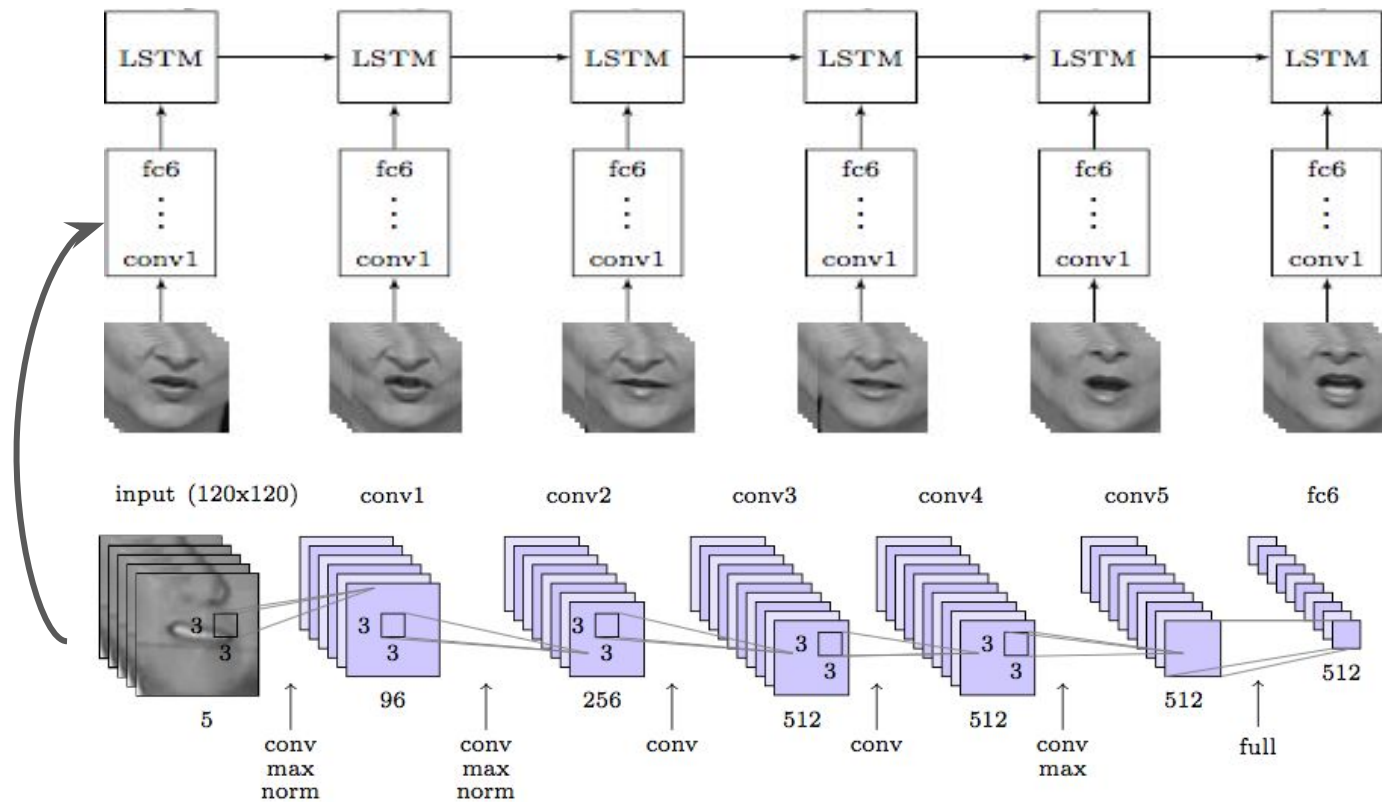 LSTM LSTM LSTM LSTM LSTM LSTM
fc6 fc6 fc6 fc6 fc6 fc6
⋮ ⋮ ⋮ ⋮ ⋮ ⋮
conv1 conv1 conv1 conv1 conv1 conv1
input (120x120) conv1 conv2 conv3 conv4 conv5 fc6
3 3 3 3 3
3 3 3 3 3
5 96 256 512 512 512 512
conv conv conv conv conv full
max max max
norm norm